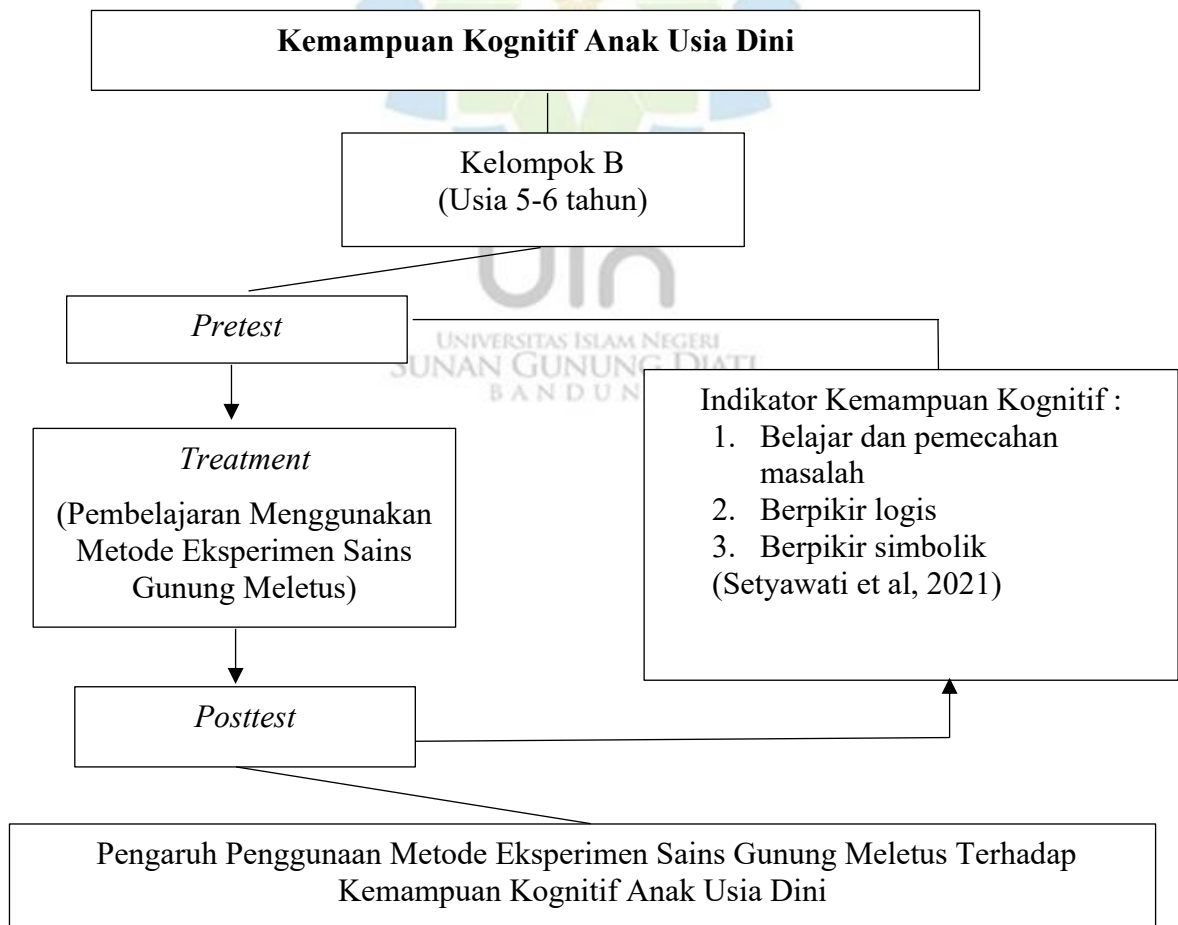 Kemampuan Kognitif Anak Usia Dini
Kelompok B
(Usia 5-6 tahun)
uin
UNIVERSITAS ISLAM NEGERI
SUNAN GUNUNG DJATI
BANDUN
Pretest
Treatment
(Pembelajaran Menggunakan
Metode Eksperimen Sains
Gunung Meletus)
Posttest
Indikator Kemampuan Kognitif :
1. Belajar dan pemecahan
masalah
2. Berpikir logis
3. Berpikir simbolik
(Setyawati et al, 2021)
Pengaruh Penggunaan Metode Eksperimen Sains Gunung Meletus Terhadap
Kemampuan Kognitif Anak Usia Dini